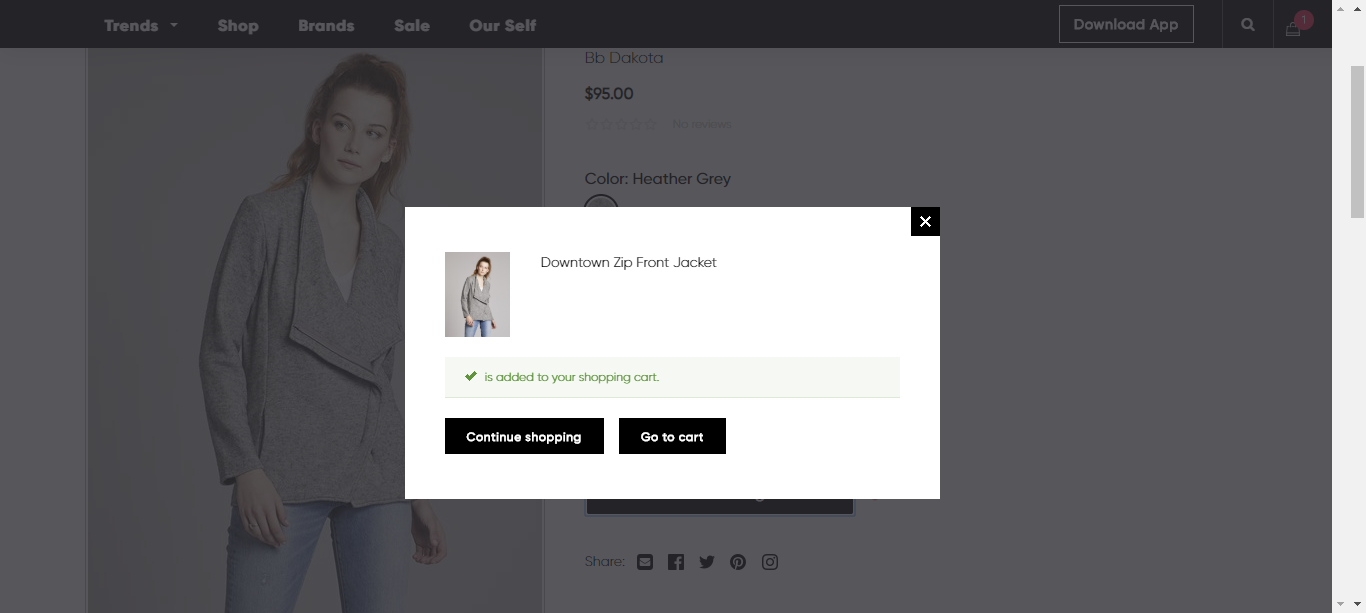 Trends
Shop
Brands
Sale
Our Self
Download App
1
Bb Dakota
$95.00
No reviews
Color: Heather Grey
Downtown Zip Front Jacket
is added to your shopping cart.
Continue shopping
Go to cart
Share: